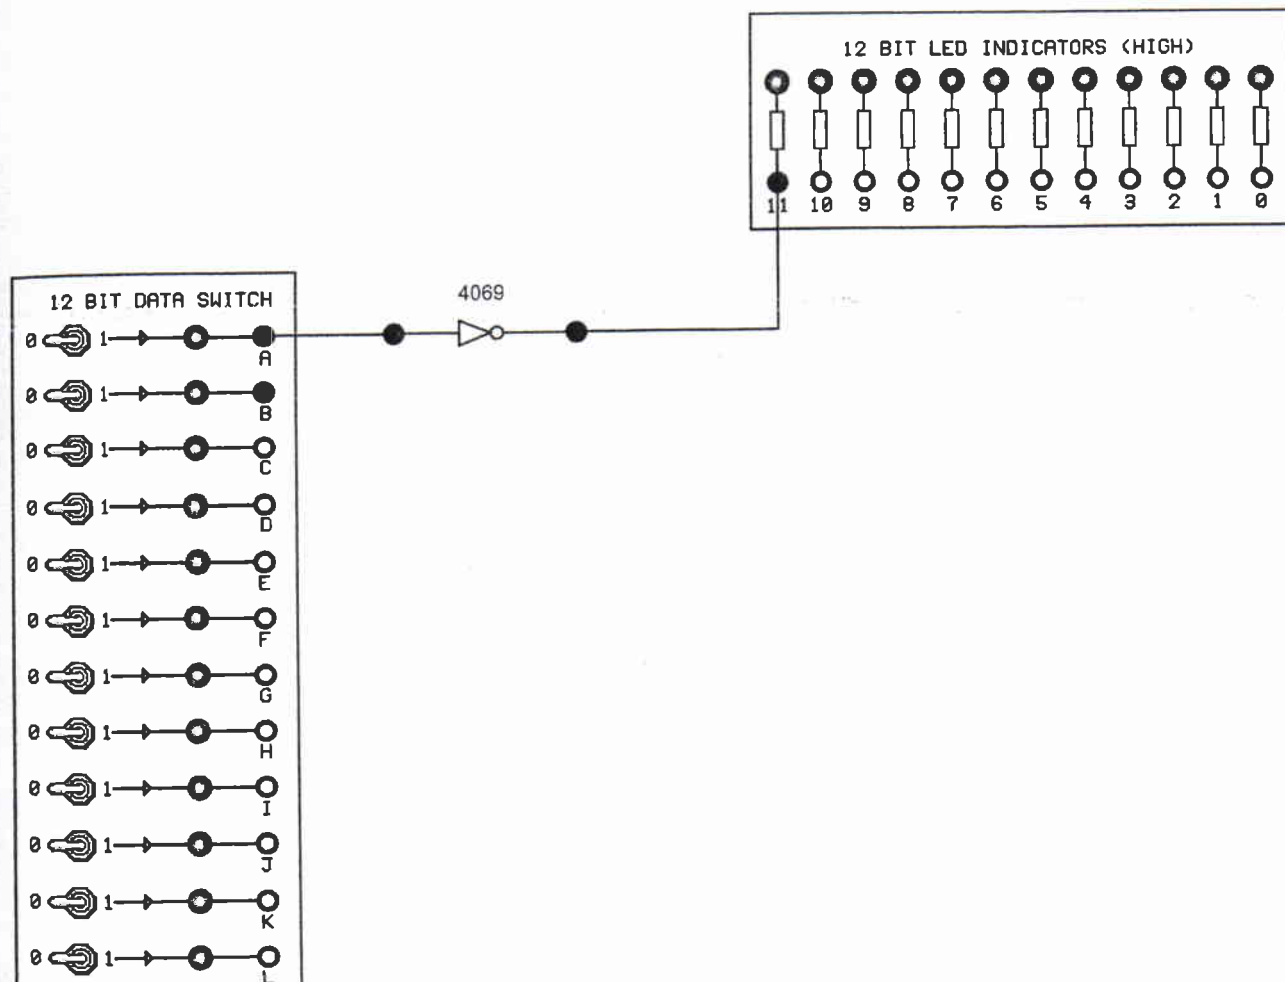 12 BIT LED INDICATORS (HIGH)
11 10 9 8 7 6 5 4 3 2 1 0
12 BIT DATA SWITCH
4069
0 1
A
0 1
B
0 1
C
0 1
D
0 1
E
0 1
F
0 1
G
0 1
H
0 1
I
0 1
J
0 1
K
0 1
L